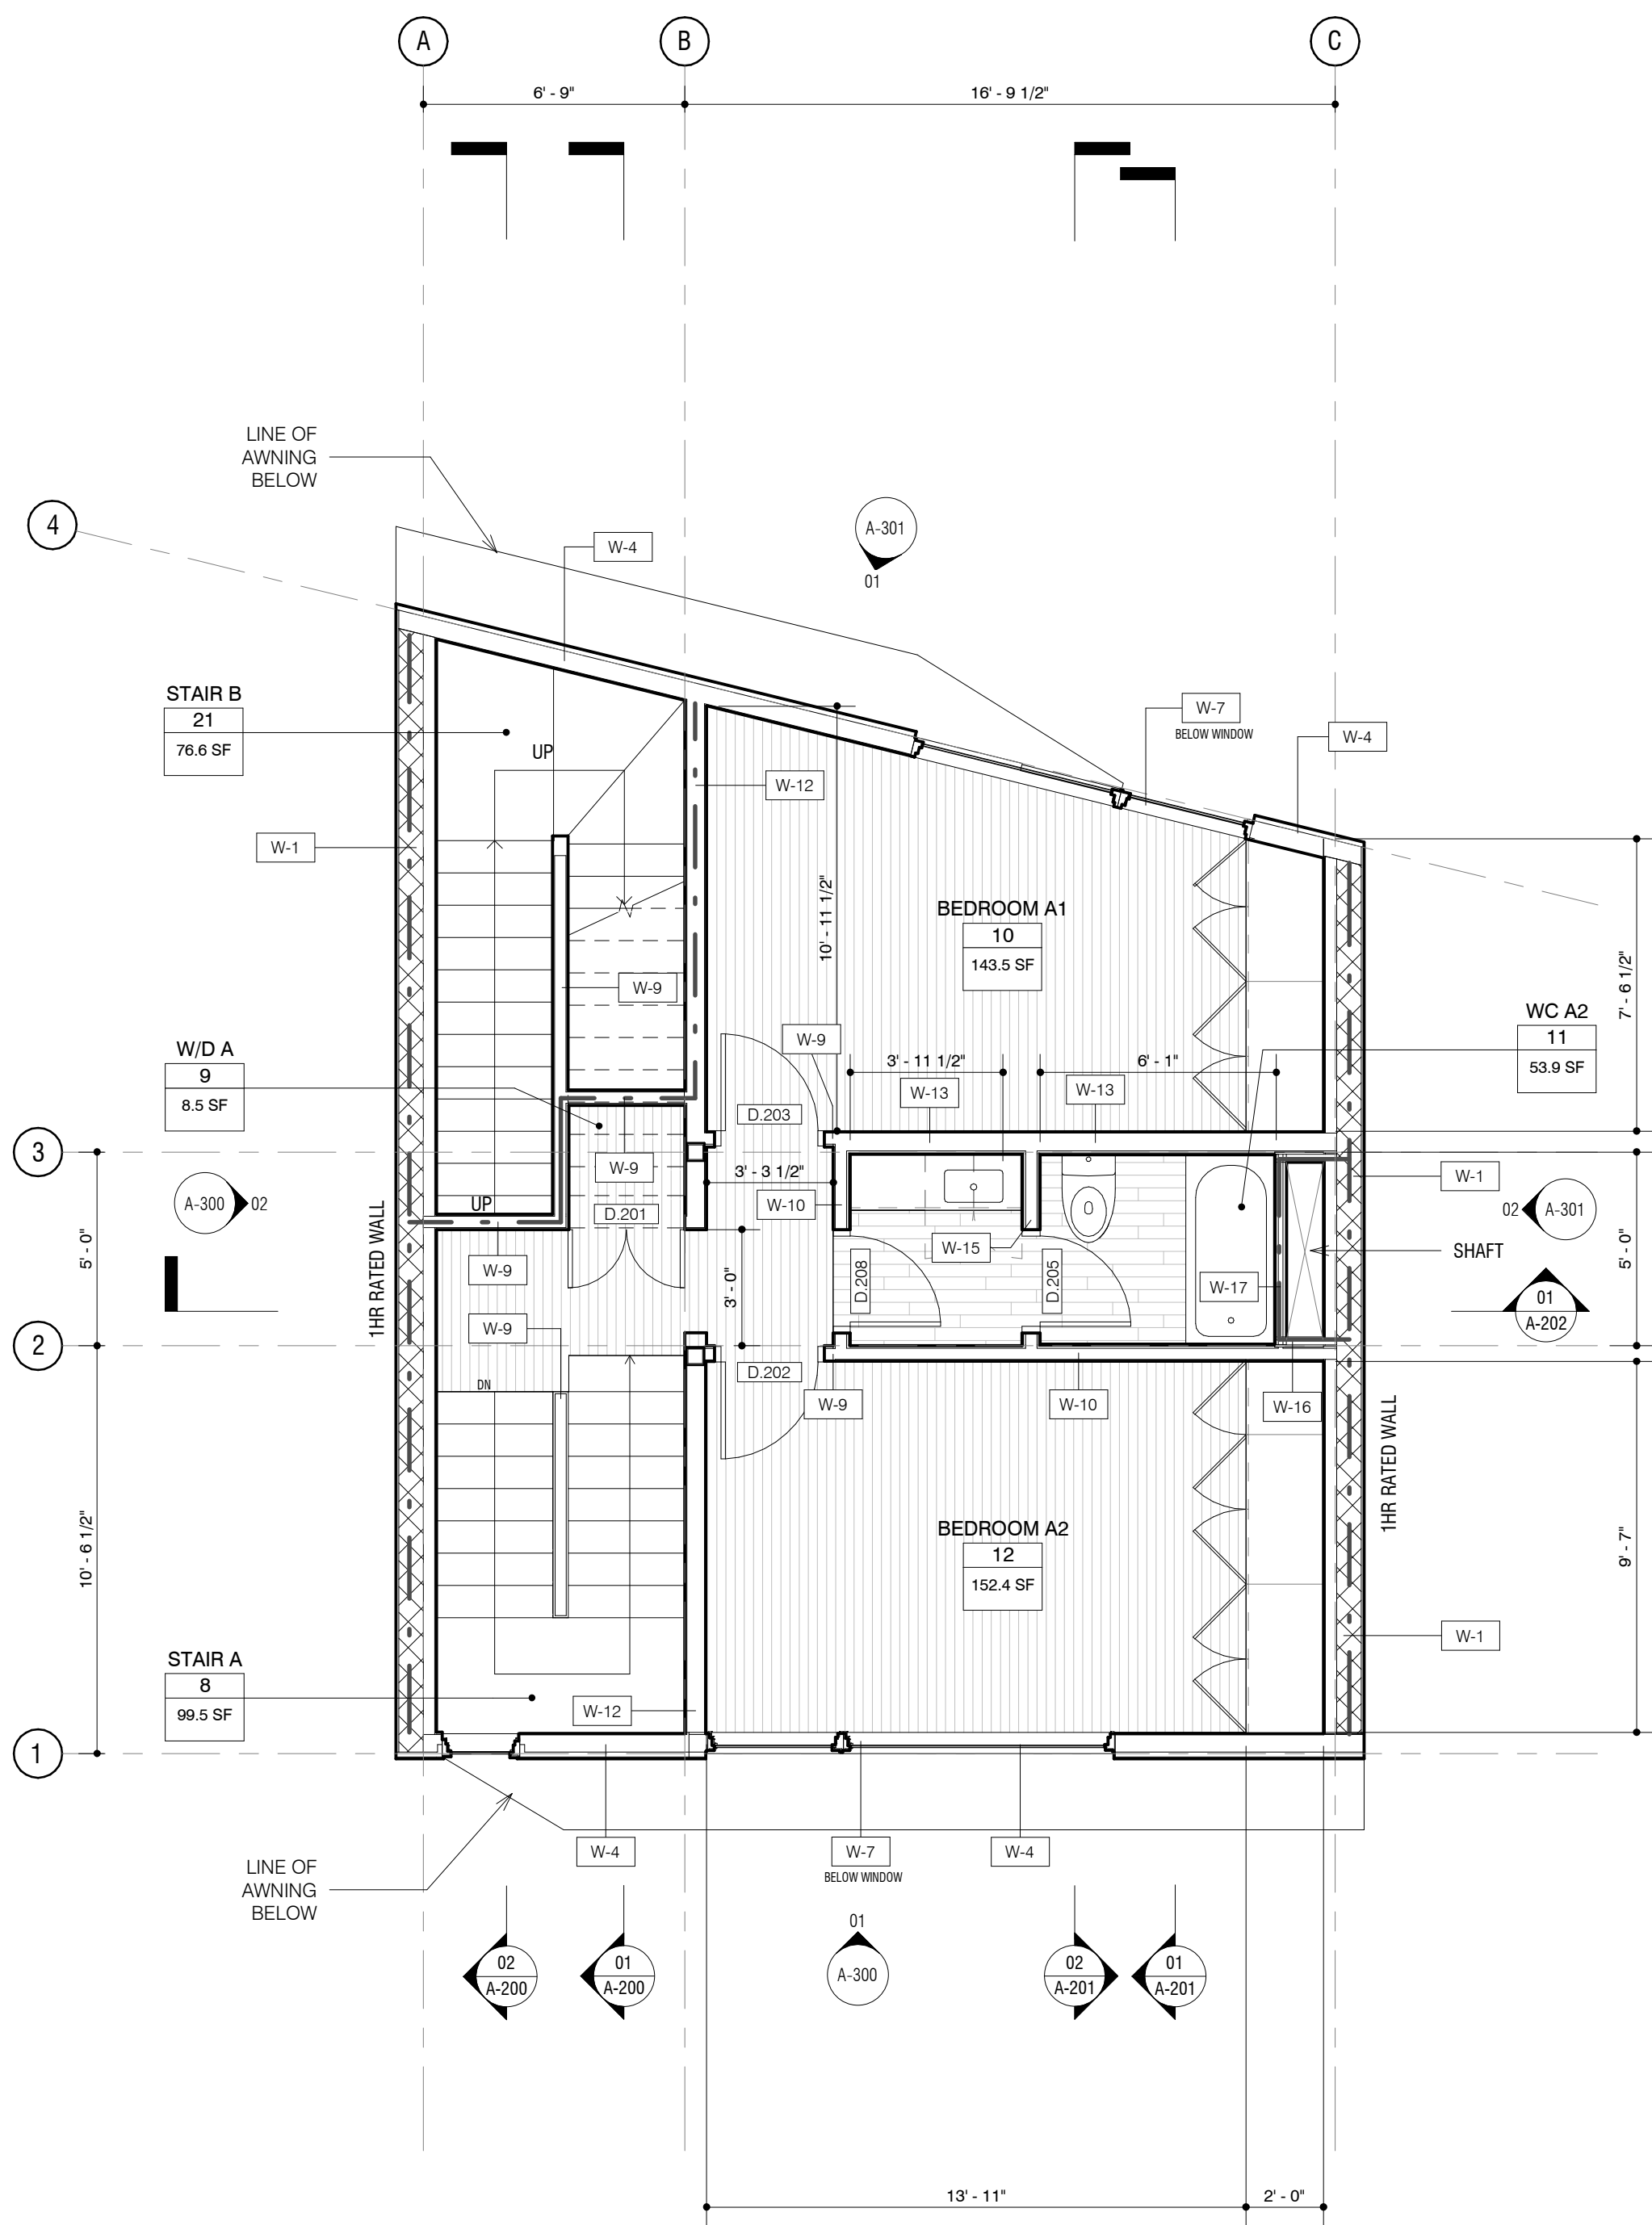 A
B
C
6' - 9"
16' - 9 1/2"
LINE OF
AWNING
BELOW
4
W-4
A-301
01
STAIR B
21
76.6 SF
UP
W-7
BELOW WINDOW
W-4
W-12
W-1
10' - 11 1/2"
BEDROOM A1
10
143.5 SF
7' - 6 1/2"
W-9
W-9
WC A2
11
53.9 SF
W/D A
9
8.5 SF
3' - 11 1/2"
6' - 1"
W-13
W-13
D.203
3
W-9
3' - 3 1/2"
W-1
A-300
02
UP
D.201
W-10
02
A-301
1HR RATED WALL
5' - 0"
W-9
3' - 0"
W-15
D.208
D.205
W-17
SHAFT
5' - 0"
01
A-202
W-9
2
D.202
DN
W-9
W-10
W-16
1HR RATED WALL
10' - 6 1/2"
BEDROOM A2
12
152.4 SF
9' - 7"
W-1
STAIR A
8
99.5 SF
W-12
1
W-4
W-7
BELOW WINDOW
W-4
LINE OF
AWNING
BELOW
02
A-200
01
A-200
01
A-300
02
A-201
01
A-201
13' - 11"
2' - 0"